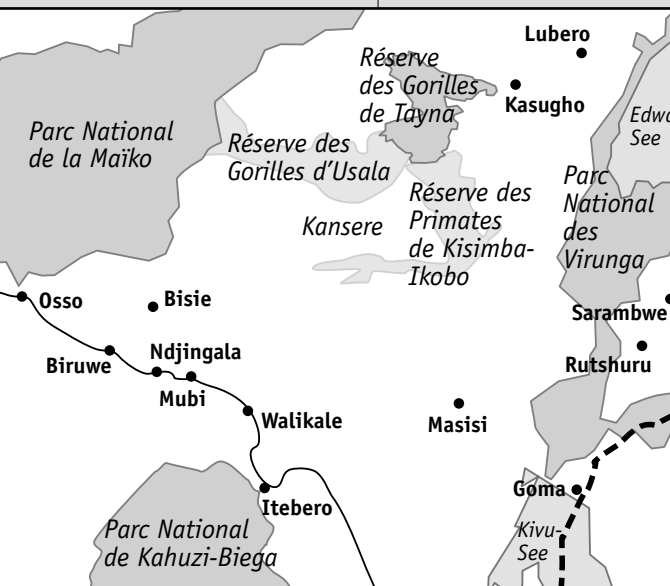 Lubero
Réserve
des Gorilles
de Tayna
Kasugho
Parc National
de la Maïko
Réserve des
Gorilles d'Usala
See
Parc
National
des
Virunga
Réserve des
Primates
de Kisimba-
Ikobo
Kansere
Osso
Bisie
Sarambwe
Biruwe
Ndjingala
Rutshuru
Mubi
Walikale
Masisi
Goma
Itebero
Parc National
de Kahuzi-Biega
Kivu-
See